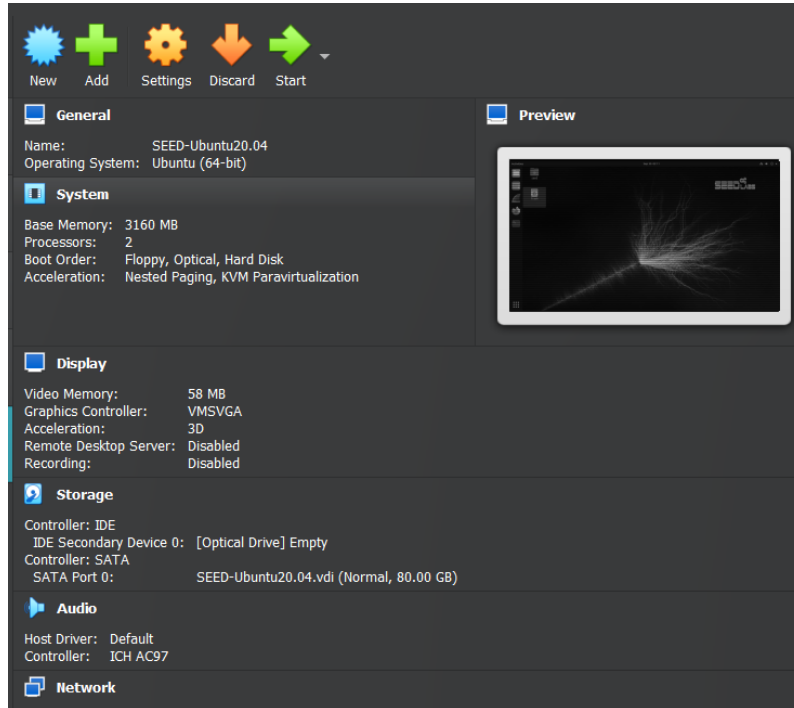 New Add Settings Discard Start
General
Name: SEED-Ubuntu20.04
Operating System: Ubuntu (64-bit)
System
Base Memory: 3160 MB
Processors: 2
Boot Order: Floppy, Optical, Hard Disk
Acceleration: Nested Paging, KVM Paravirtualization
Preview
SEED
Display
Video Memory: 58 MB
Graphics Controller: VMSVGA
Acceleration: 3D
Remote Desktop Server: Disabled
Recording: Disabled
Storage
Controller: IDE
IDE Secondary Device 0: [Optical Drive] Empty
Controller: SATA
SATA Port 0: SEED-Ubuntu20.04.vdi (Normal, 80.00 GB)
Audio
Host Driver: Default
Controller: ICH AC97
Network